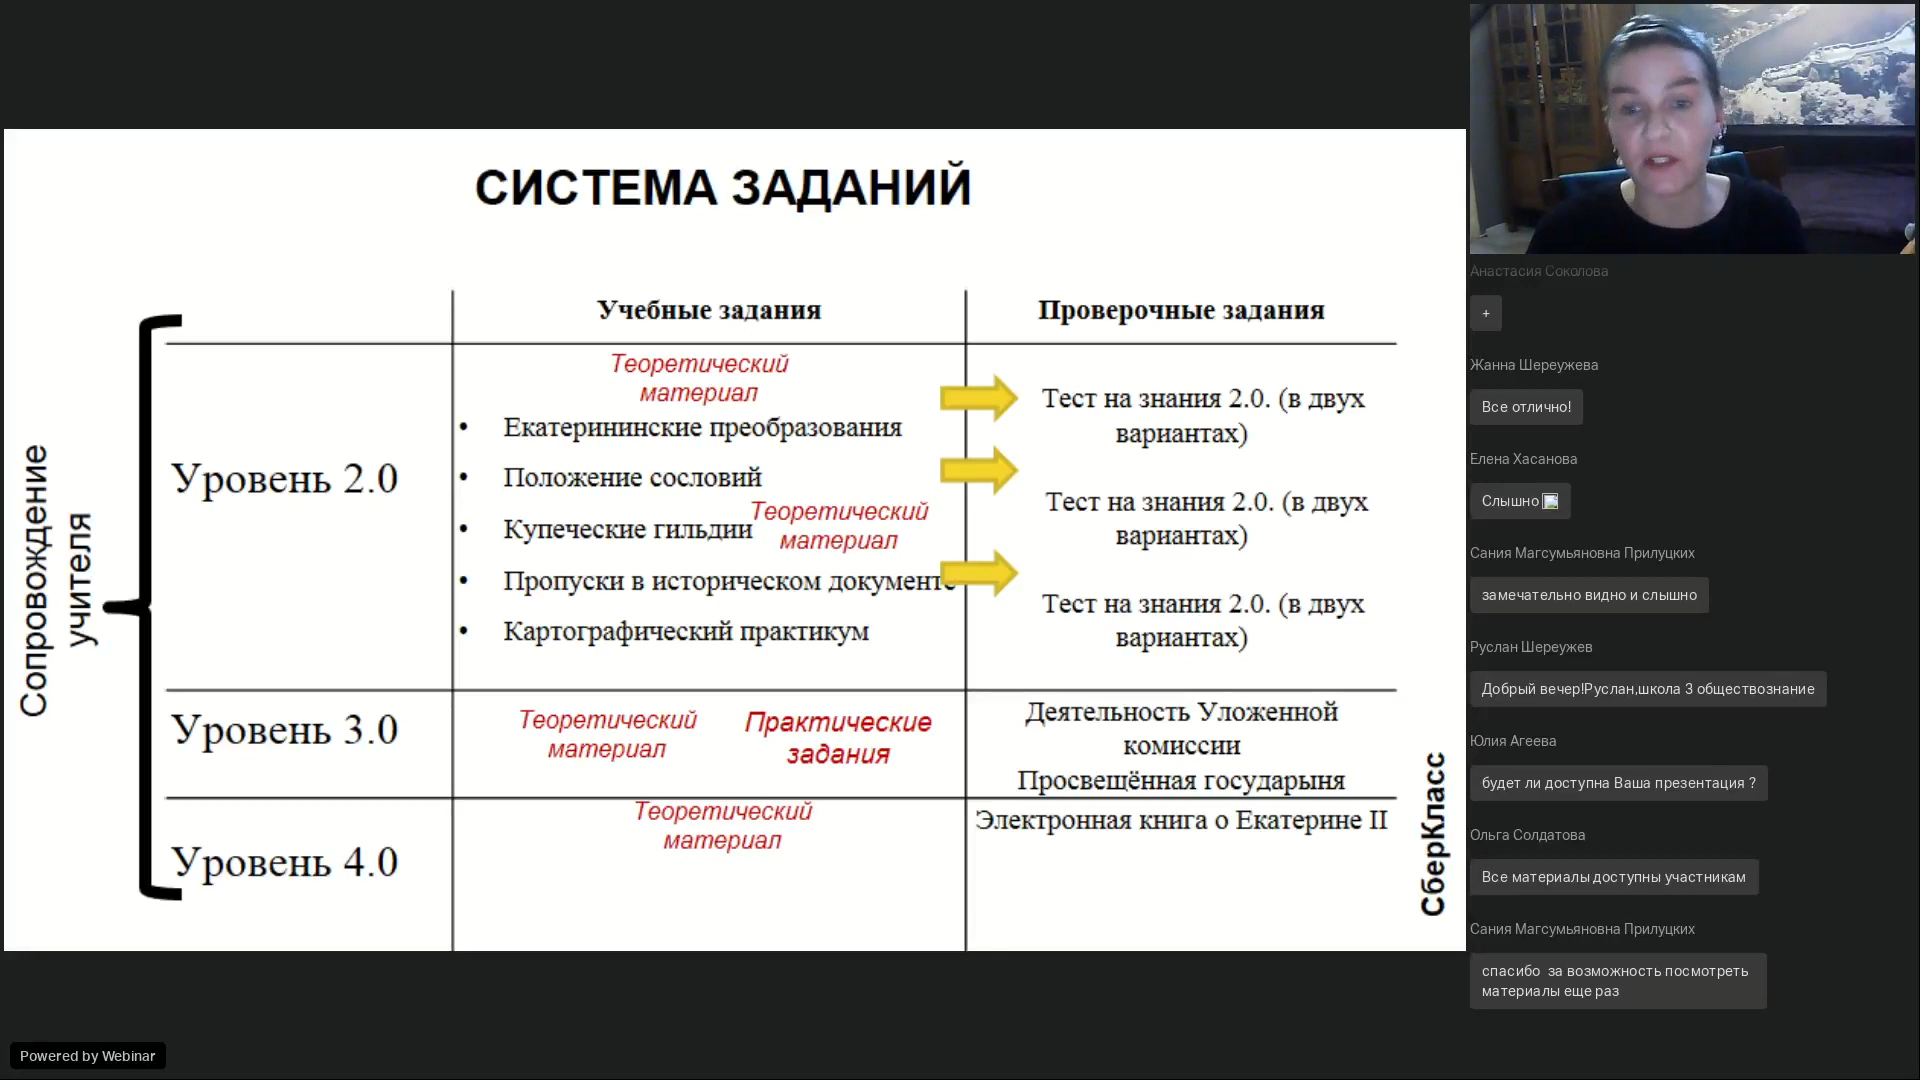 СИСТЕМА ЗАДАНИЙ
Сопровождение
учителя
Учебные задания
Проверочные задания
Уровень 2.0
Теоретический
материал
• Екатерининские преобразования
• Положение сословий
• Купеческие гильдии
Теоретический
материал
• Пропуски в историческом документе
• Картографический практикум
Тест на знания 2.0. (в двух
вариантах)
Тест на знания 2.0. (в двух
вариантах)
Тест на знания 2.0. (в двух
вариантах)
Уровень 3.0
Теоретический
материал
Практические
задания
Деятельность Уложенной
комиссии
Просвещённая государыня
Уровень 4.0
Теоретический
материал
Электронная книга о Екатерине II
СберКласс
Анастасия Соколова
+
Жанна Шереужева
Все отлично!
Елена Хасанова
Слышно
Сания Магсумьяновна Прилуцких
замечательно видно и слышно
Руслан Шереужев
Добрый вечер!Руслан,школа 3 обществознание
Юлия Агеева
будет ли доступна Ваша презентация ?
Ольга Солдатова
Все материалы доступны участникам
Сания Магсумьяновна Прилуцких
спасибо  за возможность посмотреть
материалы еще раз
Powered by Webinar